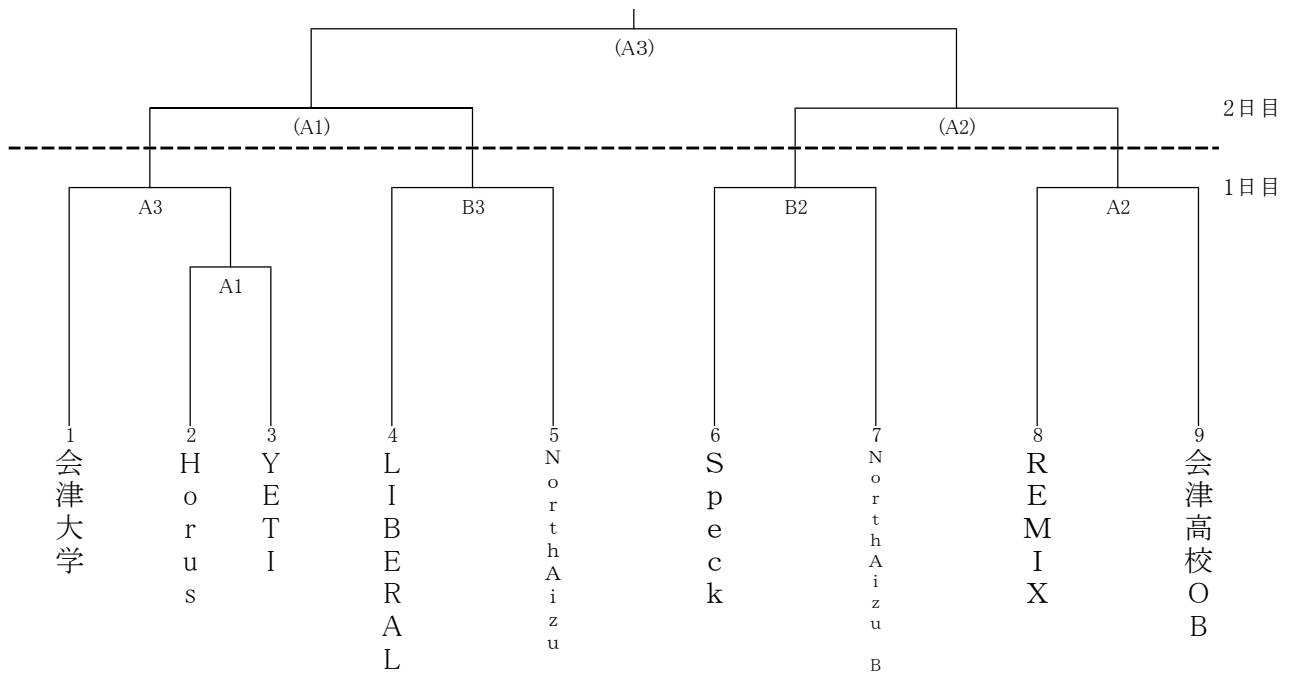 (A3)
2日目
(A1)
(A2)
1日目
A3
B3
B2
A2
A1
1
2
3
4
5
6
7
8
9
会津大学
Horus
YETI
LIBERAL
NorthAizu
Speck
NorthAizu B
REMIX
会津高校OB